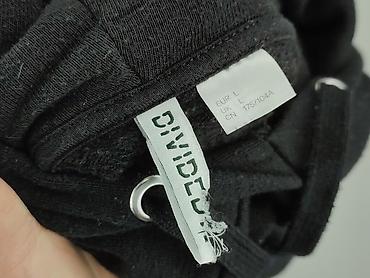 DIVIDED
EUR L
UK L
CN 175/104A